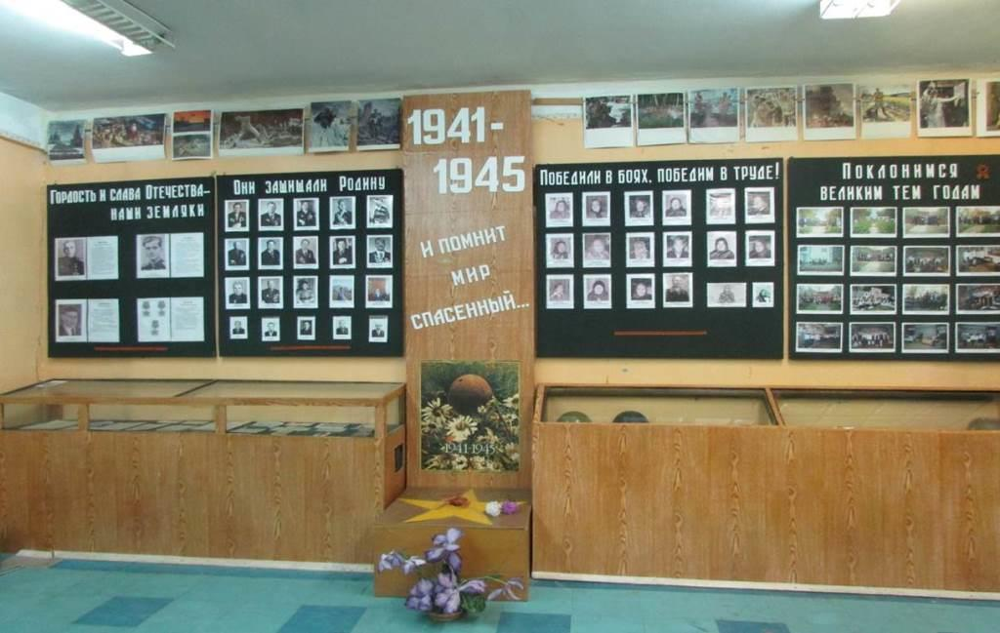 Гордость и слава Отечества-
наши земляки
Они защищали Родину
1941-
1945
И помнит
мир
спасенный...
1941-1945
Победили в боях, победим в труде!
Поклонимся
великим тем годам